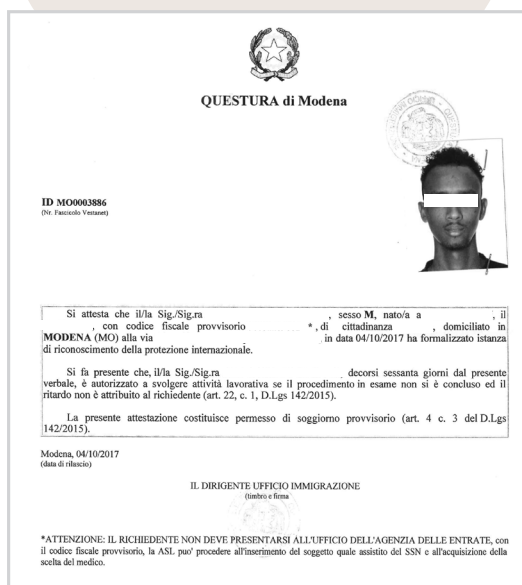 QUESTURA di Modena
ID MO0003886
(Nr. Fascicolo Vestanet)
Si attesta che il/la Sig./Sig.ra , sesso M, nato/a a , il
, con codice fiscale provvisorio * , di cittadinanza , domiciliato in
MODENA (MO) alla via , in data 04/10/2017 ha formalizzato istanza
di riconoscimento della protezione internazionale.
Si fa presente che, il/la Sig./Sig.ra decorsi sessanta giorni dal presente
verbale, è autorizzato a svolgere attività lavorativa se il procedimento in esame non si è concluso ed il
ritardo non è attribuito al richiedente (art. 22, c. 1, D.Lgs 142/2015).
La presente attestazione costituisce permesso di soggiorno provvisorio (art. 4 c. 3 del D.Lgs
142/2015).
Modena, 04/10/2017
(data di rilascio)
IL DIRIGENTE UFFICIO IMMIGRAZIONE
(timbro e firma)
*ATTENZIONE: IL RICHIEDENTE NON DEVE PRESENTARSI ALL'UFFICIO DELL'AGENZIA DELLE ENTRATE, con
il codice fiscale provvisorio, la ASL puo' procedere all'inserimento del soggetto quale assistito del SSN e all'acquisizione della
scelta del medico.